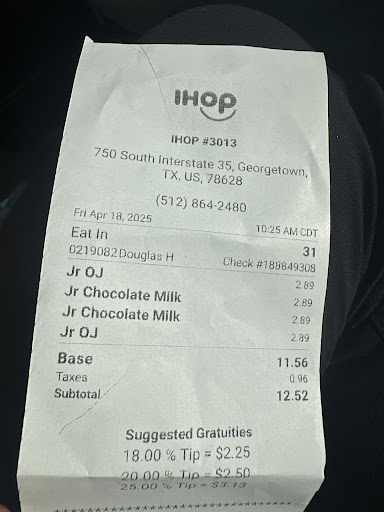 IHOP
IHOP #3013
750 South Interstate 35, Georgetown,
TX, US, 78628
(512) 864-2480
Fri Apr 18, 2025 10:25 AM CDT
Eat In 31
0219082 Douglas H Check #188849308
Jr OJ 2.89
Jr Chocolate Milk 2.89
Jr Chocolate Milk 2.89
Jr OJ 2.89
Base 11.56
Taxes 0.96
Subtotal 12.52
Suggested Gratuities
18.00 % Tip = $2.25
20.00 % Tip = $2.50
25.00 % Tip = $3.13